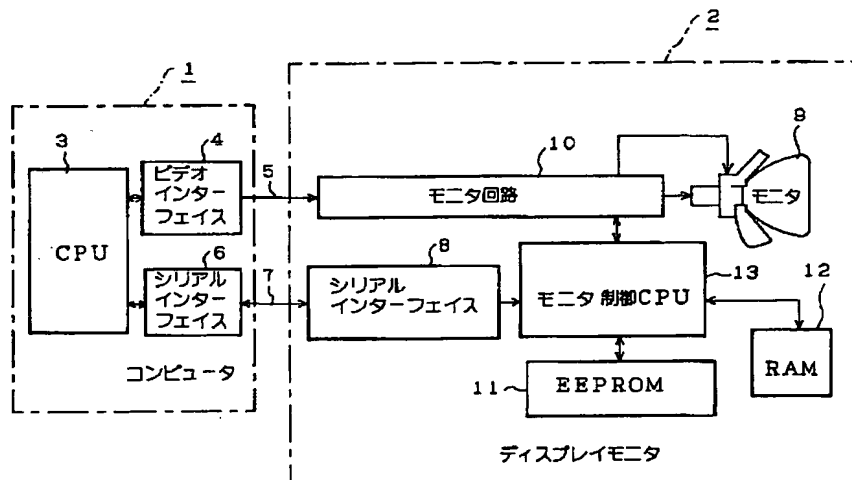 2
1
3
4
ビデオ
インター
フェイス
5
10
モニタ回路
9
モニタ
CPU
6
シリアル
インター
フェイス
7
8
シリアル
インターフェイス
13
モニタ 制御CPU
12
RAM
コンピュータ
11
EEPROM
ディスプレイモニタ